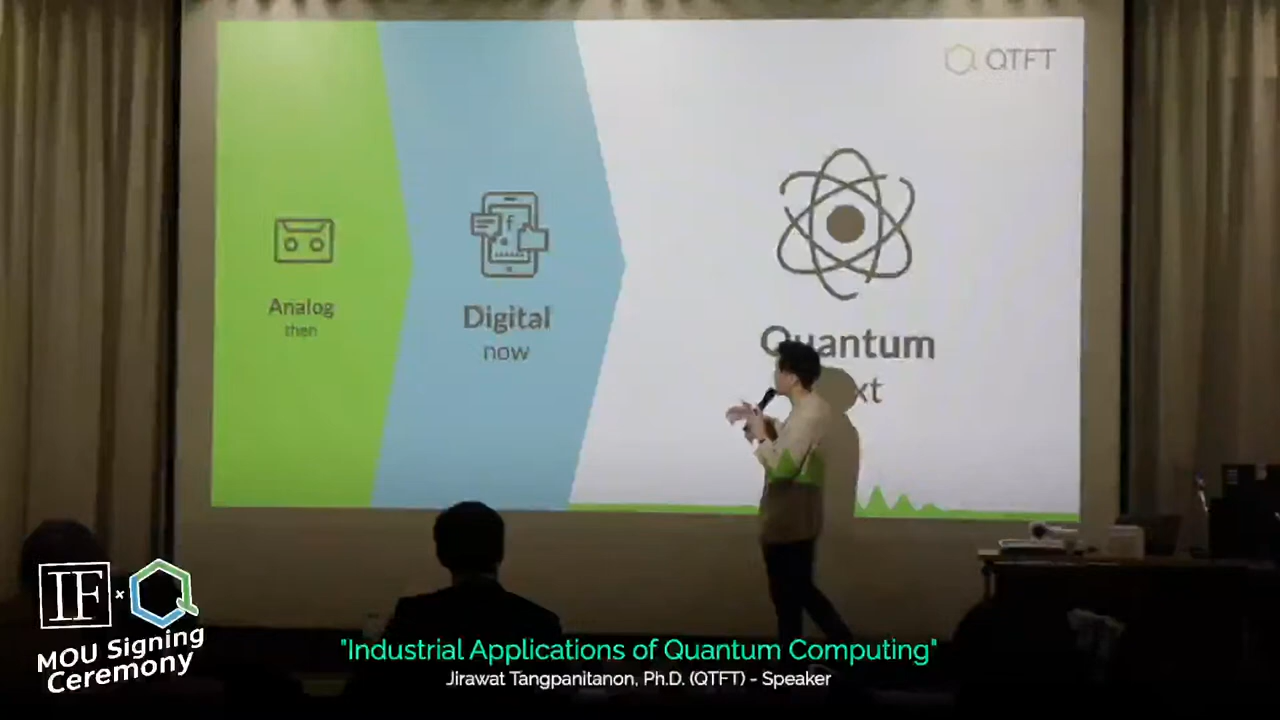 QTFT
Analog
then
Digital
now
f
Quantum
IF × Q
MOU Signing
Ceremony
"Industrial Applications of Quantum Computing"
Jirawat Tangpanitanon, Ph.D. (QTFT) - Speaker